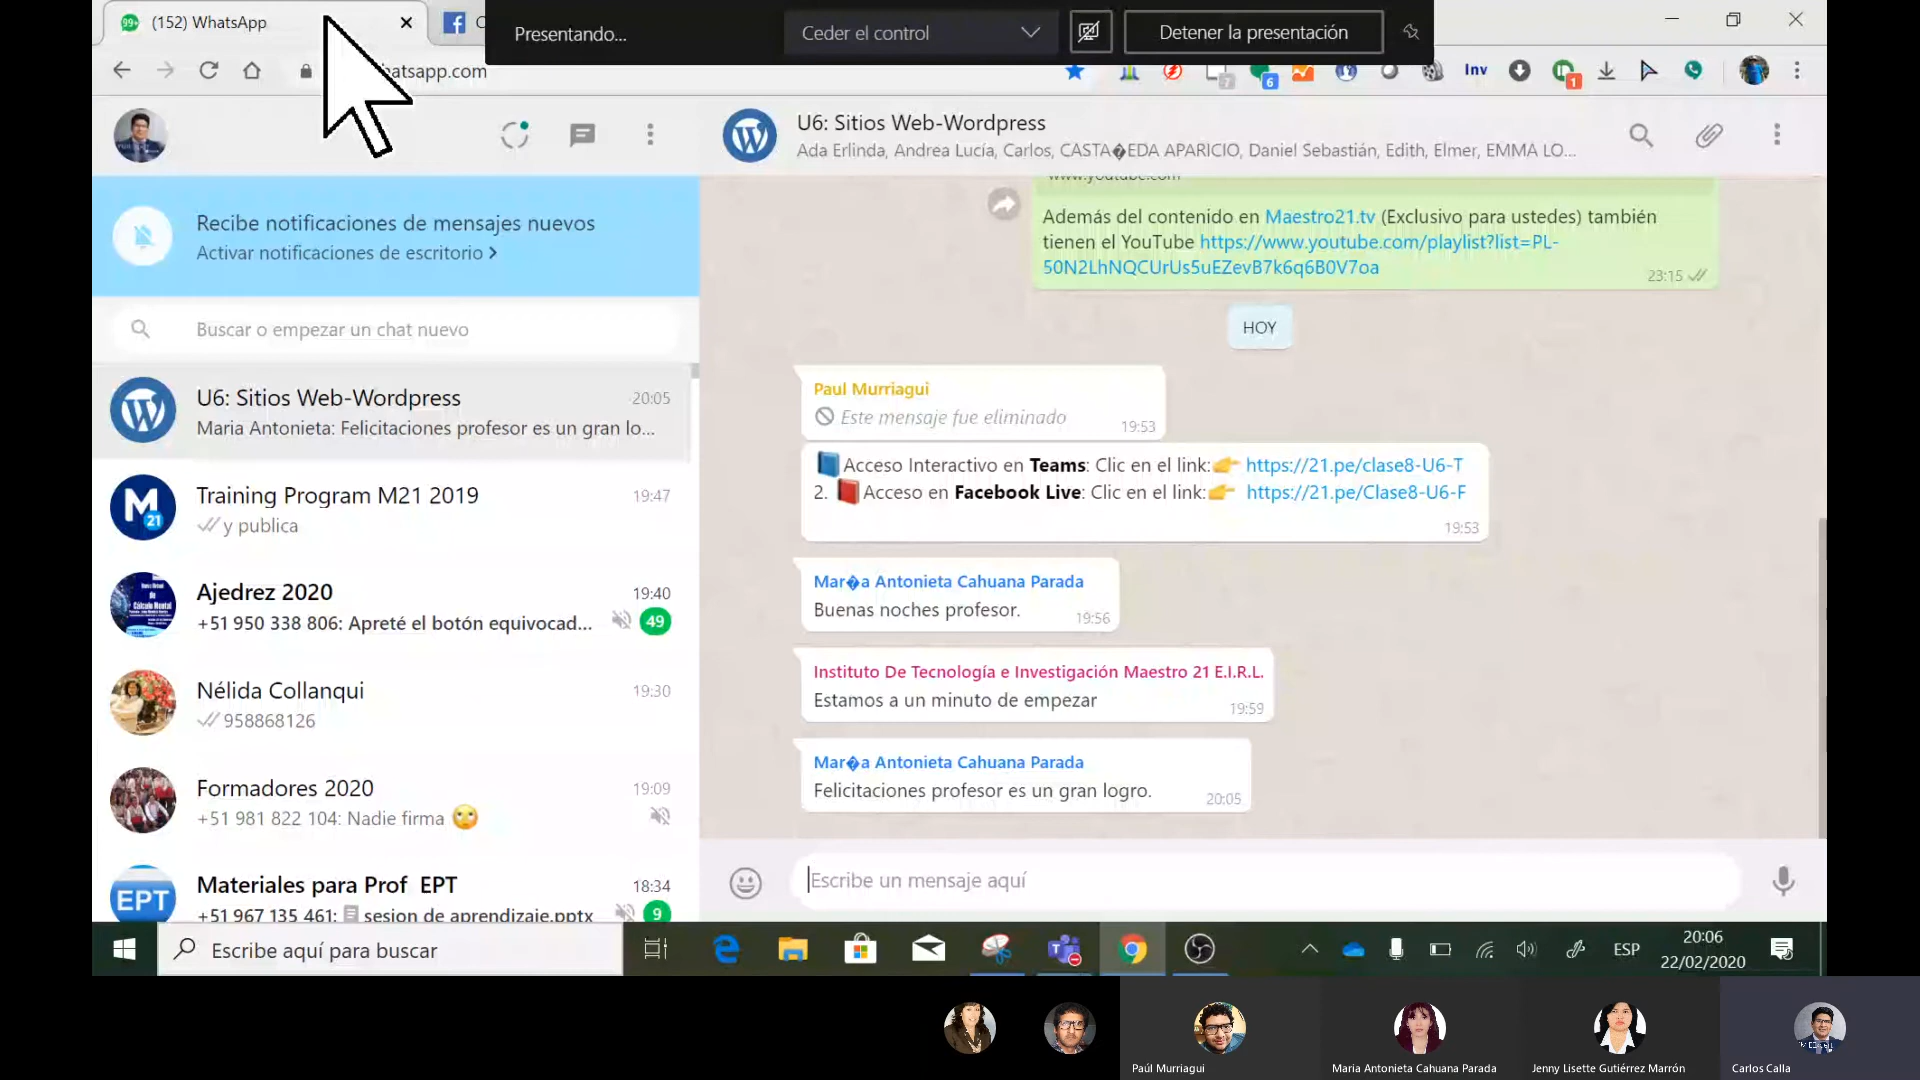 (152) WhatsApp
Presentando...
Ceder el control
Detener la presentación
hatsapp.com
7
6
Inv
1
U6: Sitios Web-Wordpress
Ada Erlinda, Andrea Lucía, Carlos, CASTA�EDA APARICIO, Daniel Sebastián, Edith, Elmer, EMMA LO...
Recibe notificaciones de mensajes nuevos
Activar notificaciones de escritorio >
Buscar o empezar un chat nuevo
U6: Sitios Web-Wordpress
20:05
Maria Antonieta: Felicitaciones profesor es un gran lo...
M
21
Training Program M21 2019
19:47
y publica
Ajedrez 2020
19:40
+51 950 338 806: Apreté el botón equivocad...
49
Nélida Collanqui
19:30
958868126
Formadores 2020
19:09
+51 981 822 104: Nadie firma
EPT
Materiales para Prof EPT
18:34
+51 967 135 461: sesion de aprendizaje.pptx
9
www.youtube.com
Además del contenido en Maestro21.tv (Exclusivo para ustedes) también
tienen el YouTube https://www.youtube.com/playlist?list=PL-
50N2LhNQCUrUs5uEZevB7k6q6B0V7oa
23:15
HOY
Paul Murriagui
Este mensaje fue eliminado
19:53
📘Acceso Interactivo en Teams: Clic en el link:👉 https://21.pe/clase8-U6-T
2. 📕Acceso en Facebook Live: Clic en el link:👉 https://21.pe/Clase8-U6-F
19:53
Mar�a Antonieta Cahuana Parada
Buenas noches profesor.
19:56
Instituto De Tecnología e Investigación Maestro 21 E.I.R.L.
Estamos a un minuto de empezar
19:59
Mar�a Antonieta Cahuana Parada
Felicitaciones profesor es un gran logro.
20:05
Escribe un mensaje aquí
Escribe aquí para buscar
ESP
20:06
22/02/2020
Paúl Murriagui
Maria Antonieta Cahuana Parada
Jenny Lisette Gutiérrez Marrón
Carlos Calla